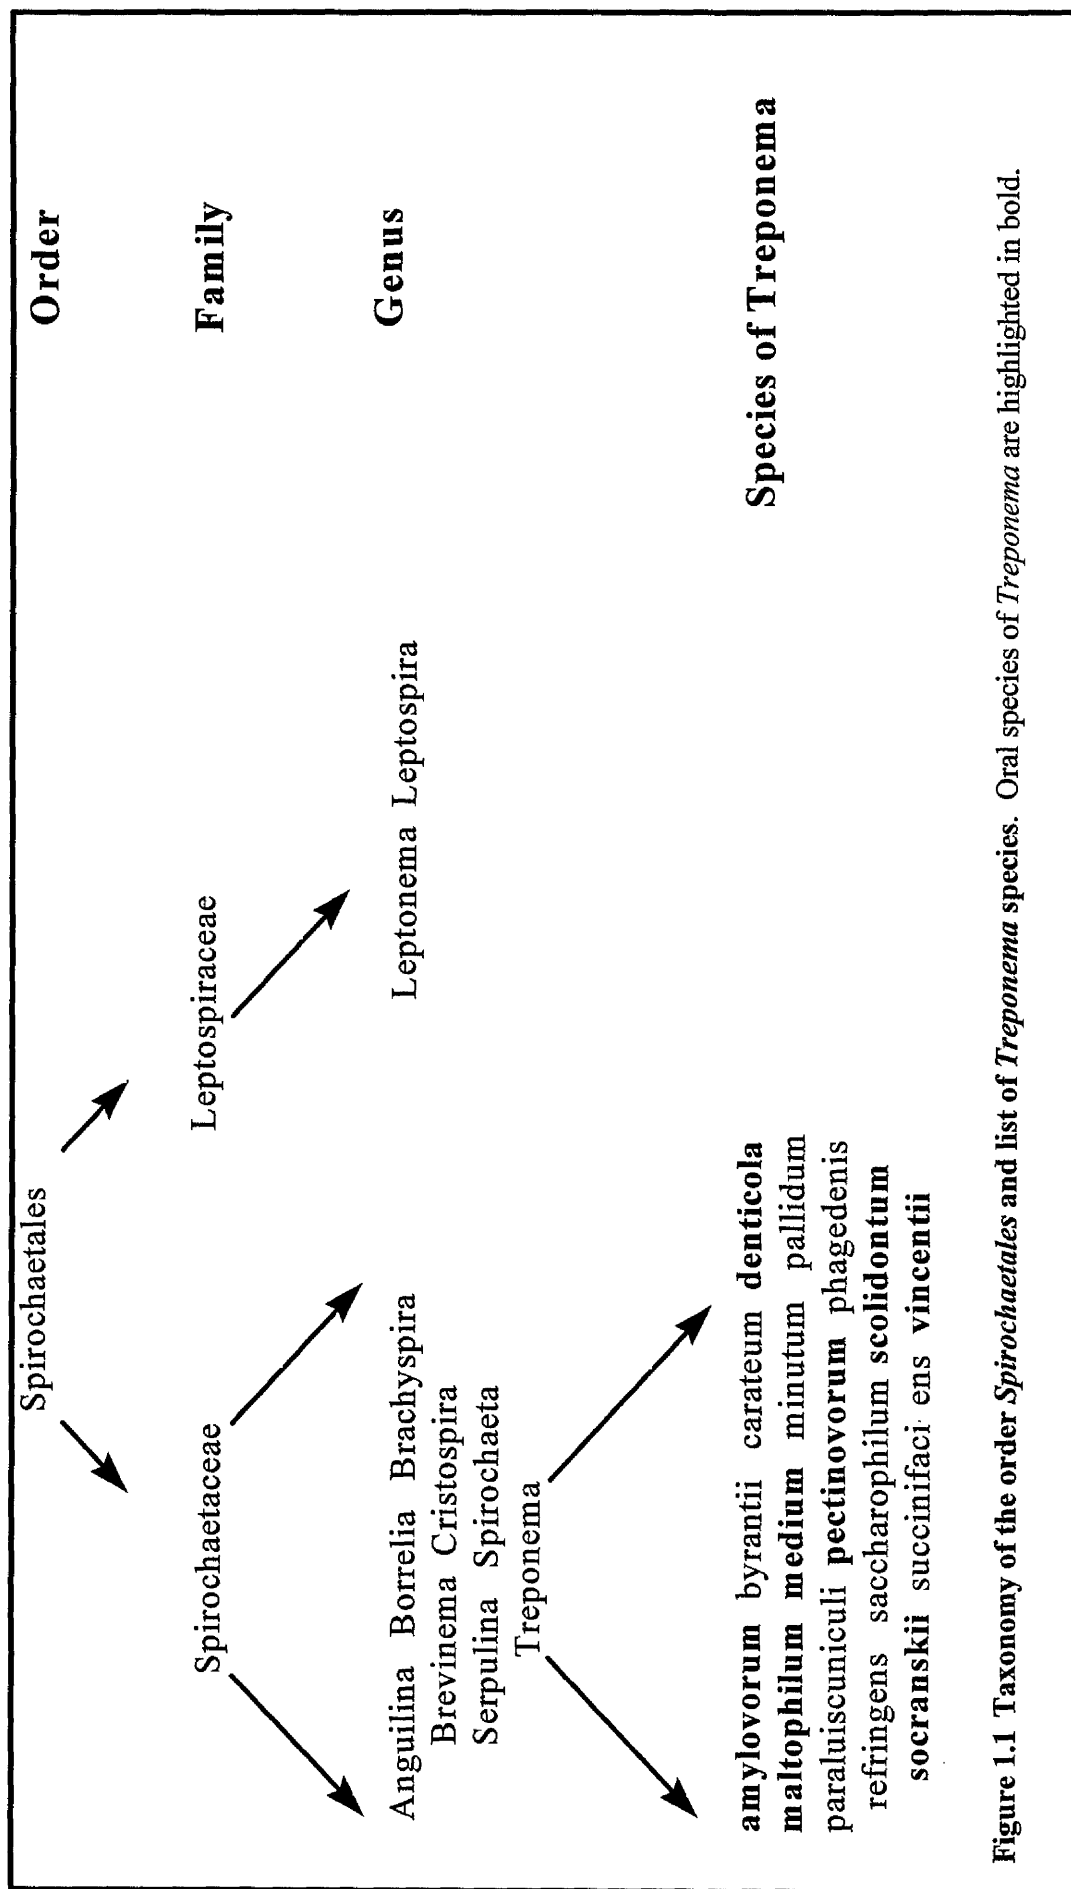 Spirochaetales
Order
Spirochaetaceae
Leptospiraceae
Family
Anguilina Borrelia Brachyspira
Brevinema Cristospira
Serpulina Spirochaeta
Treponema
Leptonema Leptospira
Genus
amylovorum byrantii carateum denticola
maltophilum medium minutum pallidum
paraluiscuniculi pectinovorum phagedenis
refringens saccharophilum scolidontum
socranskii succinifaci ens vincentii
Species of Treponema
Figure 1.1 Taxonomy of the order Spirochaetales and list of Treponema species. Oral species of Treponema are highlighted in bold.